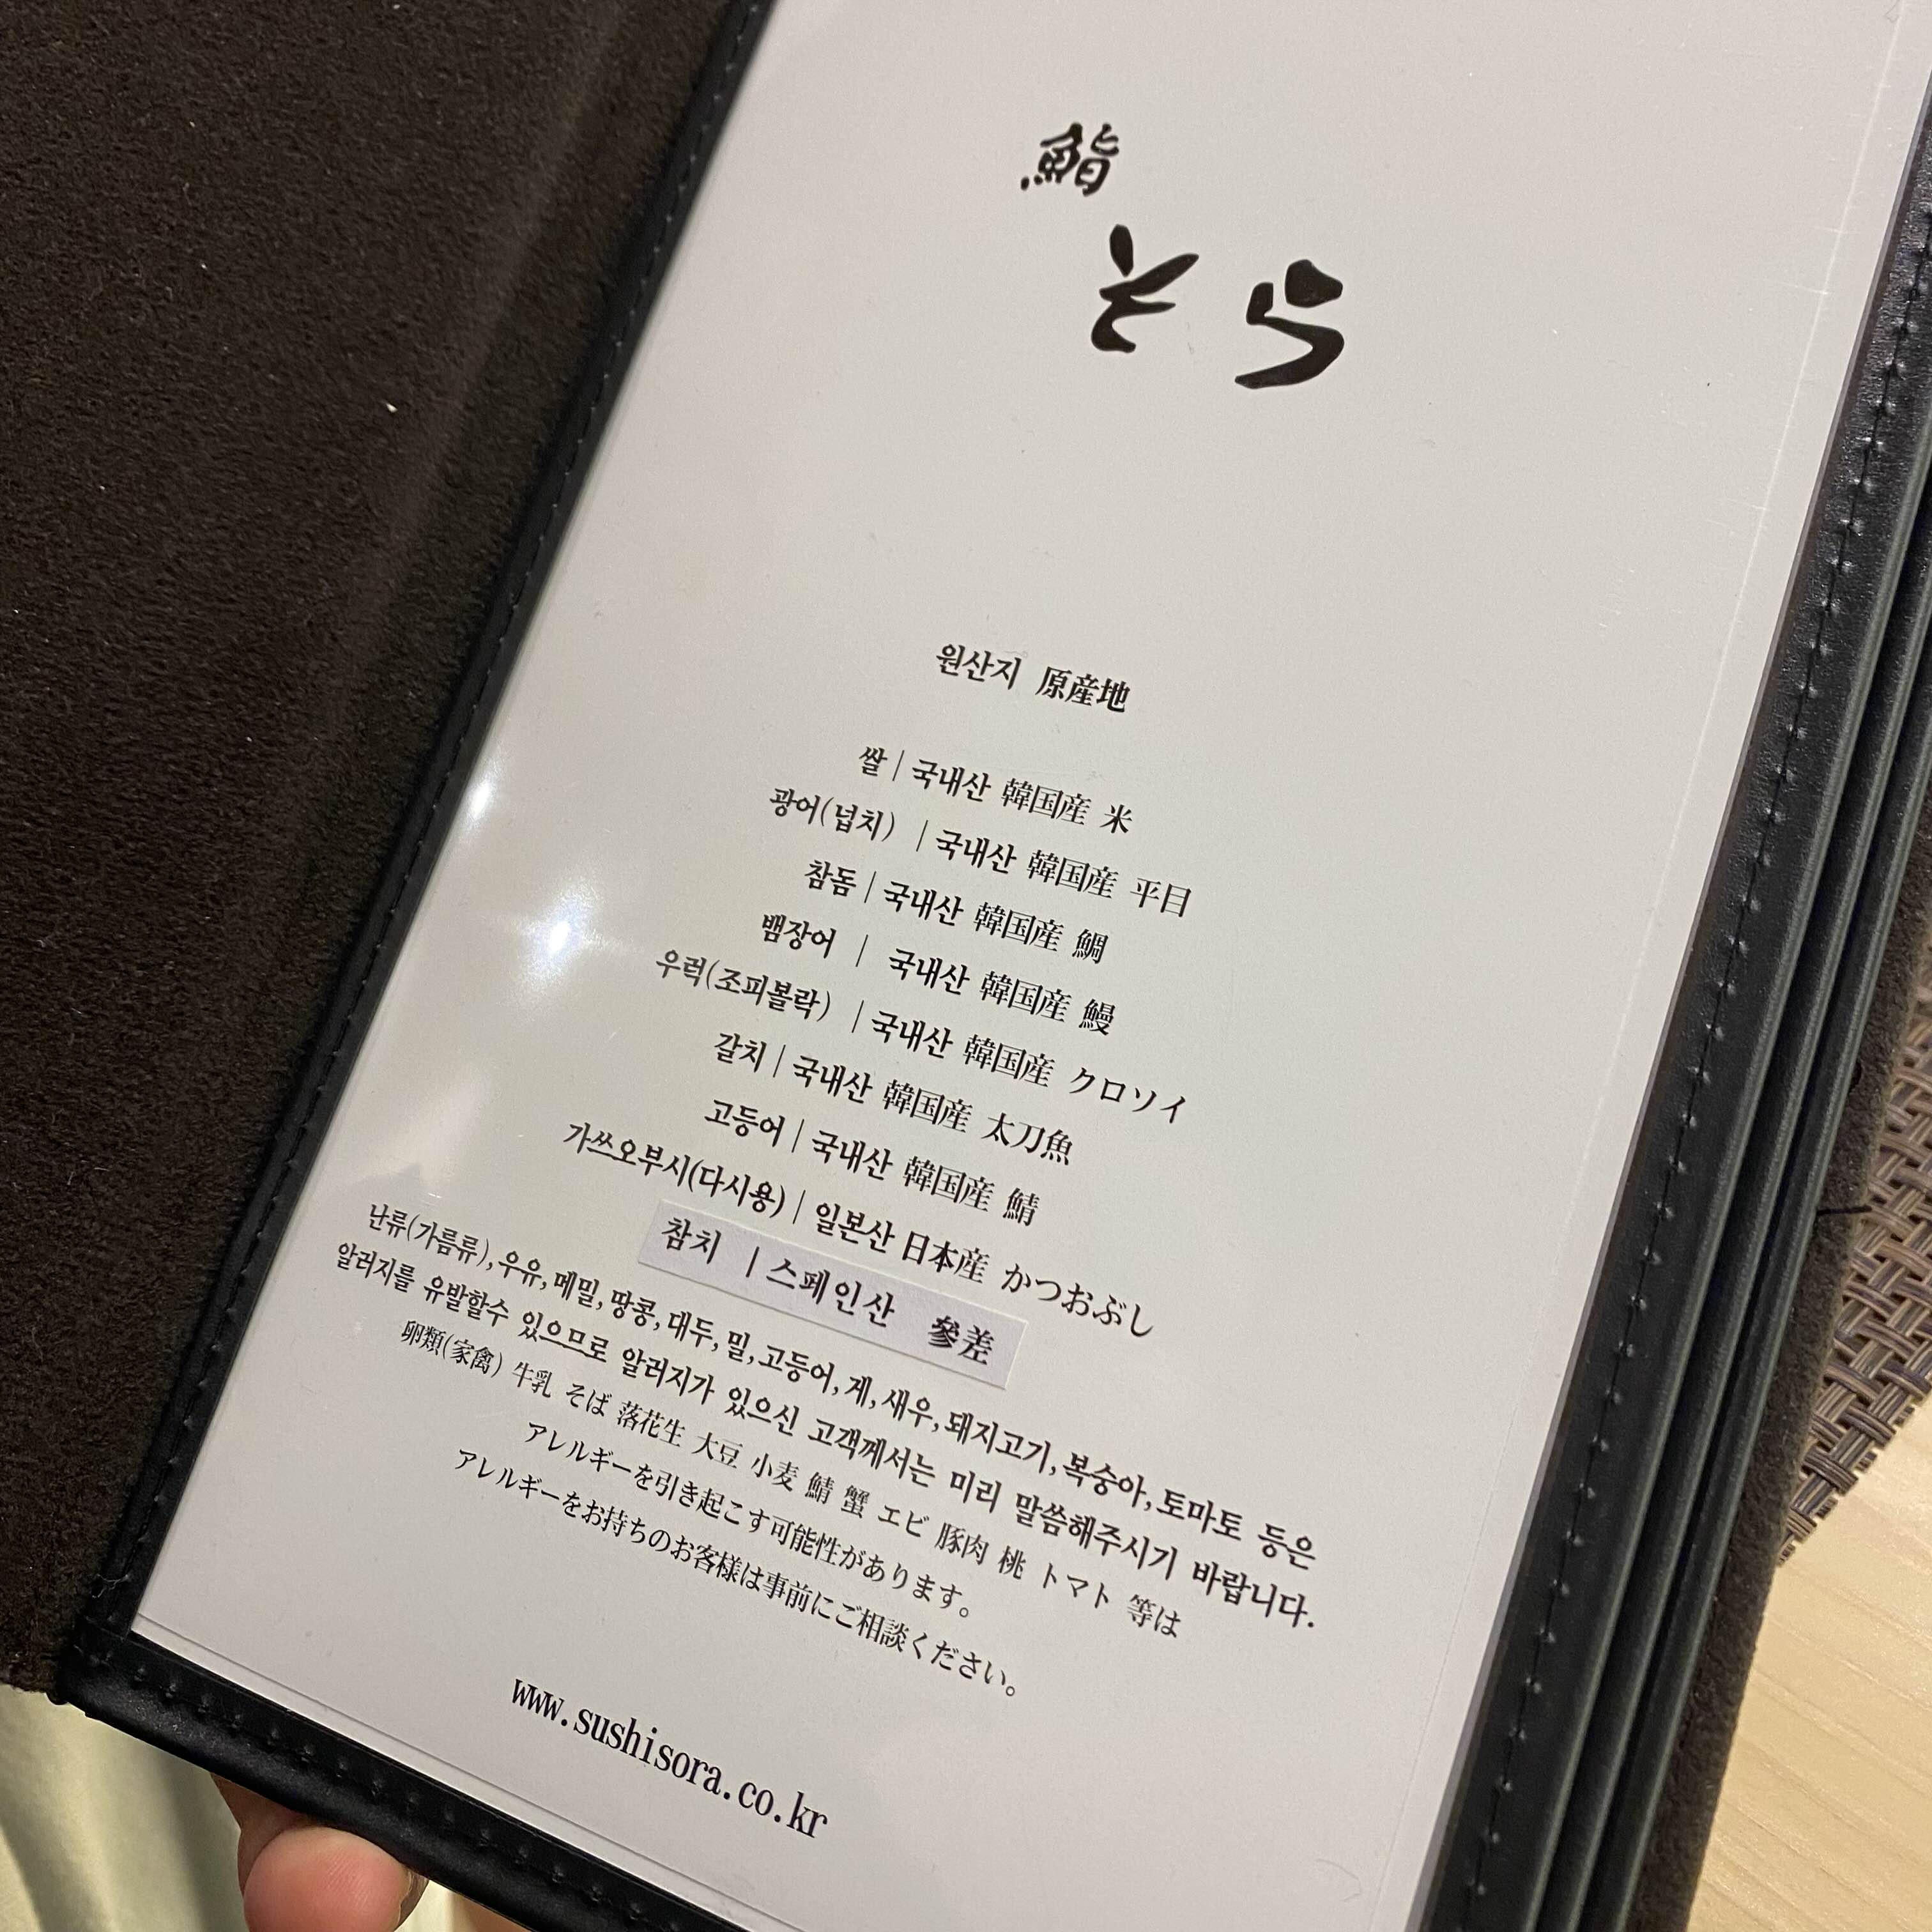 鮨
そら
원산지 原産地
쌀 | 국내산 韓国産 米
광어(넙치) | 국내산 韓国産 平目
참돔 | 국내산 韓国産 鯛
뱀장어 | 국내산 韓国産 鰻
우럭(조피볼락) | 국내산 韓国産 クロソイ
갈치 | 국내산 韓国産 太刀魚
고등어 | 국내산 韓国産 鯖
가쓰오부시(다시용) | 일본산 日本産 かつおぶし
참치 | 스페인산 參差
난류(가름류), 우유, 메밀, 땅콩, 대두, 밀, 고등어, 게, 새우, 돼지고기, 복숭아, 토마토 등은
알러지를 유발할수 있으므로 알러지가 있으신 고객께서는 미리 말씀해주시기 바랍니다.
卵類(家禽) 牛乳 そば 落花生 大豆 小麦 鯖 蟹 エビ 豚肉 桃 トマト 等は
アレルギーを引き起こす可能性があります。
アレルギーをお持ちのお客様は事前にご相談ください。
www.sushisora.co.kr